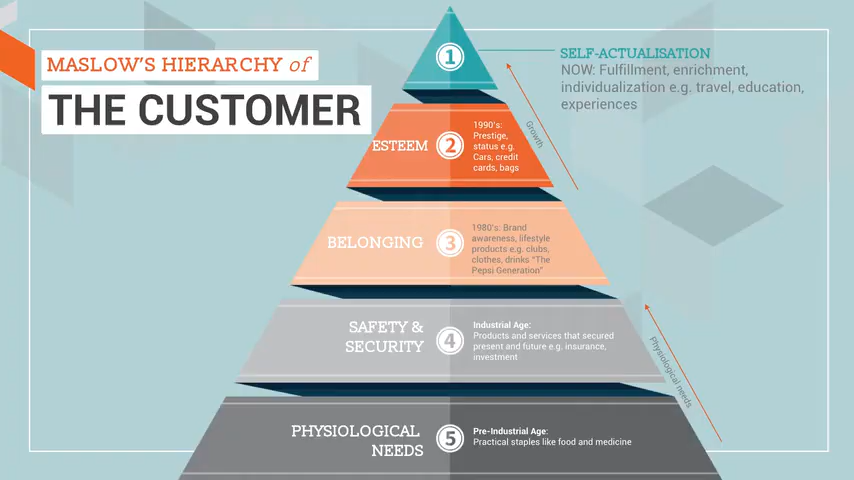 MASLOW'S HIERARCHY of
THE CUSTOMER
1
SELF-ACTUALISATION
NOW: Fulfillment, enrichment,
individualization e.g. travel, education,
experiences
Growth
ESTEEM
2
1990's:
Prestige,
status e.g.
Cars, credit
cards, bags
BELONGING
3
1980's: Brand
awareness, lifestyle
products e.g. clubs,
clothes, drinks "The
Pepsi Generation"
SAFETY &
SECURITY
4
Industrial Age:
Products and services that secured
present and future e.g. insurance,
investment
Physiological needs
PHYSIOLOGICAL
NEEDS
5
Pre-Industrial Age:
Practical staples like food and medicine